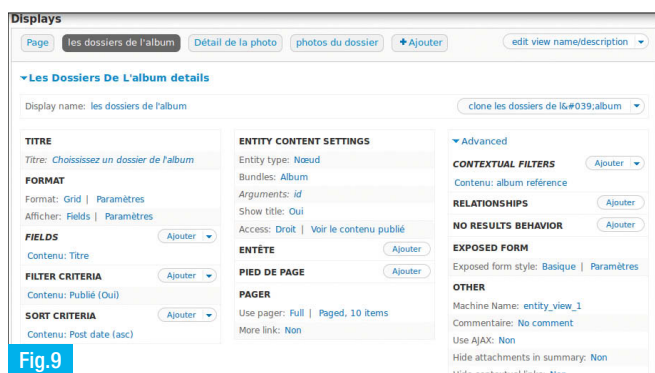 Displays
Page les dossiers de l'album Détail de la photo photos du dossier +Ajouter edit view name/description
Les Dossiers De L'album details
Display name: les dossiers de l'album clone les dossiers de l&#039;album
TITRE
Titre: Choississez un dossier de l'album
FORMAT
Format: Grid | Paramètres
Afficher: Fields | Paramètres
FIELDS Ajouter
Contenu: Titre
FILTER CRITERIA Ajouter
Contenu: Publié (Oui)
SORT CRITERIA Ajouter
Contenu: Post date (asc)
ENTITY CONTENT SETTINGS
Entity type: Nœud
Bundles: Album
Arguments: id
Show title: Oui
Access: Droit | Voir le contenu publié
ENTÊTE Ajouter
PIED DE PAGE Ajouter
PAGER
Use pager: Full | Paged, 10 items
More link: Non
Advanced
CONTEXTUAL FILTERS Ajouter
Contenu: album reférence
RELATIONSHIPS Ajouter
NO RESULTS BEHAVIOR Ajouter
EXPOSED FORM
Exposed form style: Basique | Paramètres
OTHER
Machine Name: entity_view_1
Commentaire: No comment
Use AJAX: Non
Hide attachments in summary: Non
Fig.9